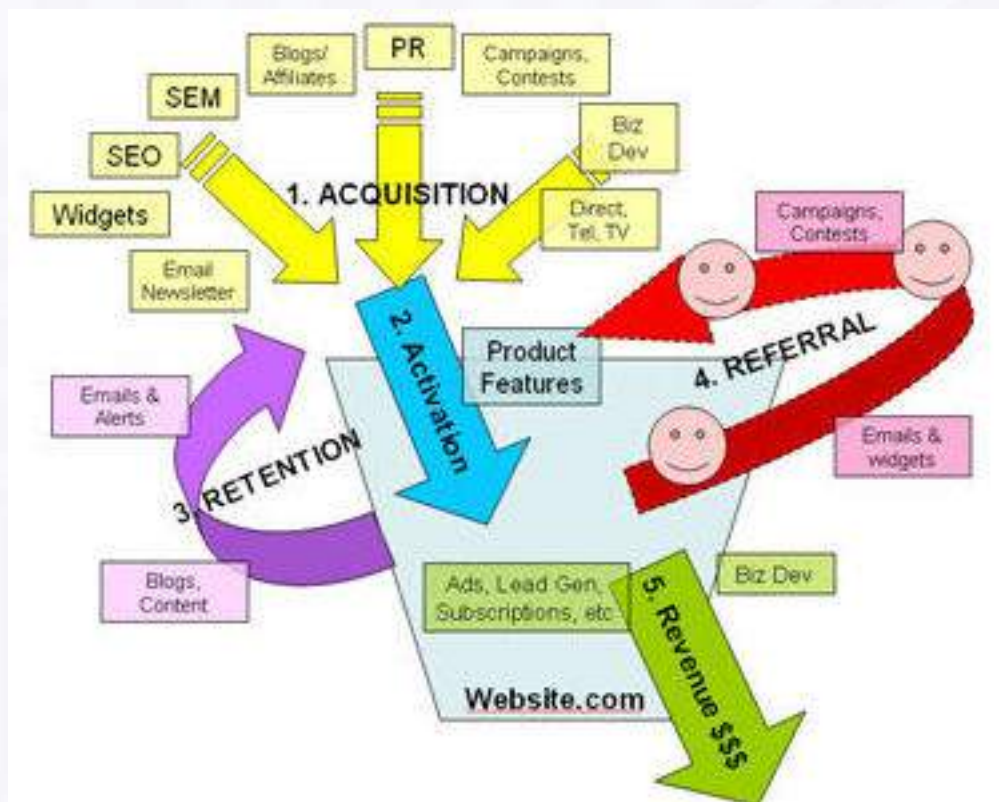 PR
Blogs/
Affiliates
Campaigns,
Contests
SEM
Biz
Dev
SEO
1. ACQUISITION
Widgets
Direct,
Tel, TV
Campaigns,
Contests
Email
Newsletter
2. Activation
Product
Features
4. REFERRAL
Emails &
Alerts
Emails &
widgets
3. RETENTION
Blogs,
Content
Ads, Lead Gen,
Subscriptions, etc
Biz Dev
5. Revenue $$$
Website.com